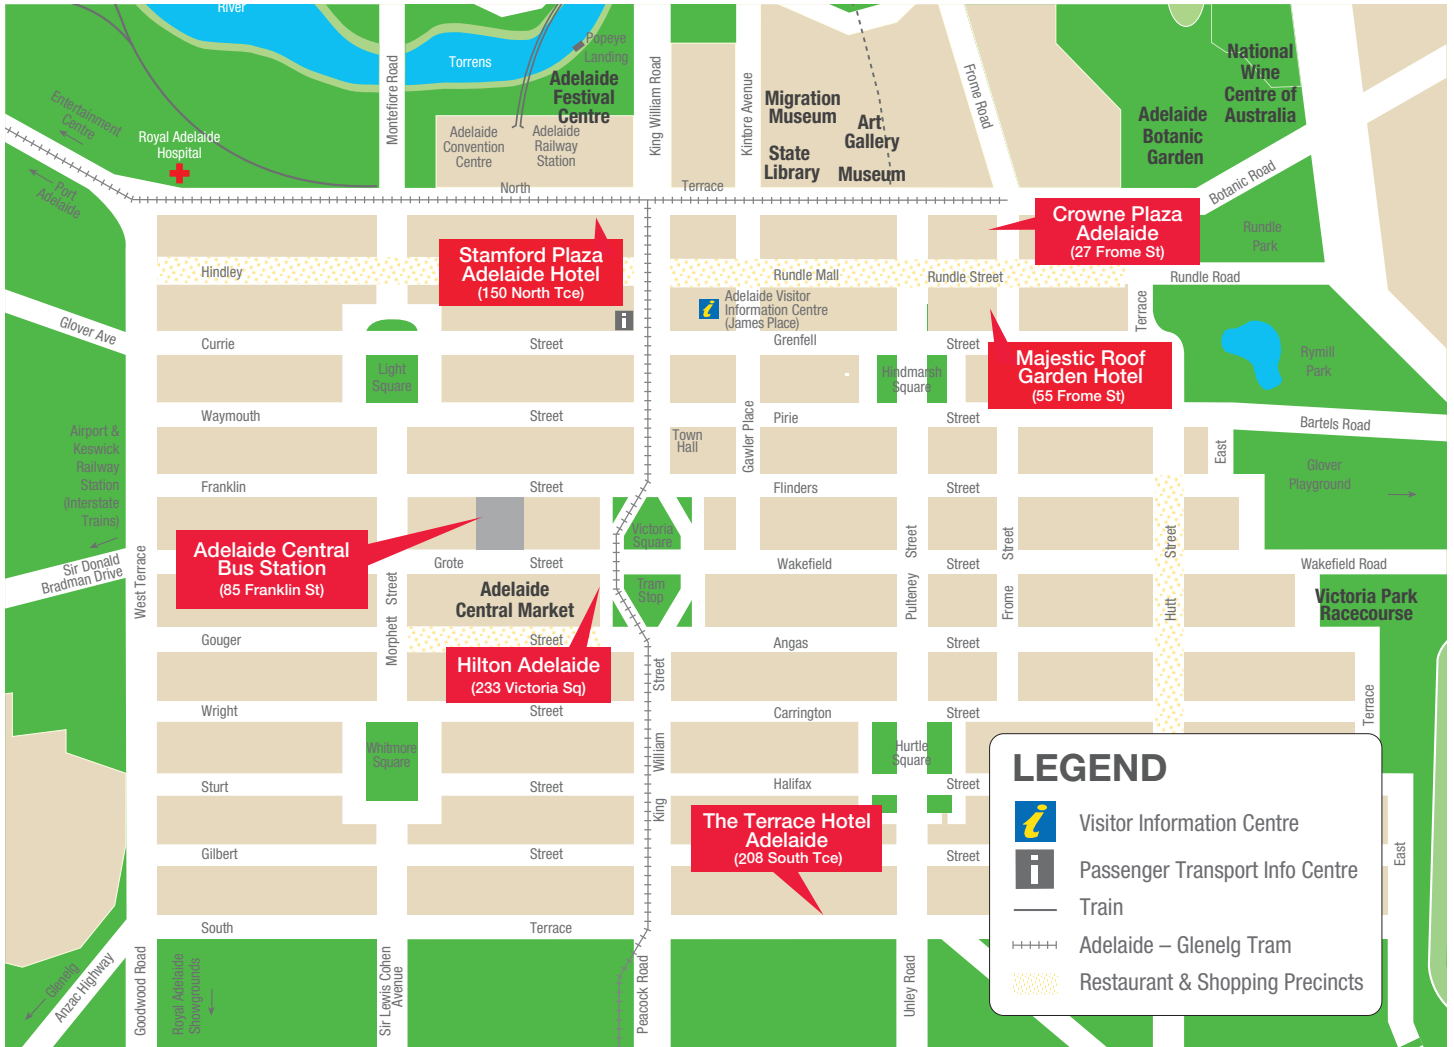 River
Torrens
Popeye
Landing
Adelaide
Festival
Centre
Montefiore Road
King William Road
Kintore Avenue
Frome Road
Migration
Museum
Art
Gallery
State
Library
Museum
National
Wine
Centre of
Australia
Adelaide
Botanic
Garden
Botanic Road
Entertainment
Centre
Port
Adelaide
Royal Adelaide
Hospital
Adelaide
Convention
Centre
Adelaide
Railway
Station
North
Terrace
Crowne Plaza
Adelaide
(27 Frome St)
Rundle
Park
Stamford Plaza
Adelaide Hotel
(150 North Tce)
Hindley
Rundle Mall
Rundle Street
Rundle Road
i
i
Adelaide Visitor
Information Centre
(James Place)
Terrace
Glover Ave
Currie
Street
Grenfell
Street
Majestic Roof
Garden Hotel
(55 Frome St)
Rymill
Park
Light
Square
Hindmarsh
Square
Waymouth
Street
Pirie
Street
Bartels Road
Town
Hall
Gawler Place
East
Airport &
Keswick
Railway
Station
(Interstate
Trains)
Glover
Playground
Franklin
Street
Flinders
Street
Victoria
Square
Adelaide Central
Bus Station
(85 Franklin St)
Sir Donald
Bradman Drive
West Terrace
Grote
Street
Wakefield
Street
Wakefield Road
Pulteney
Street
Frome
Street
Hutt
Street
Morphett
Street
Adelaide
Central Market
Tram
Stop
Victoria Park
Racecourse
Gouger
Street
Angas
Street
Hilton Adelaide
(233 Victoria Sq)
King
William
Street
Terrace
Wright
Street
Carrington
Street
Whitmore
Square
Hurtle
Square
Sturt
Street
Halifax
Street
The Terrace Hotel
Adelaide
(208 South Tce)
Gilbert
Street
Street
East
South
Terrace
Glenelg
Anzac Highway
Goodwood Road
Royal Adelaide
Showgrounds
Sir Lewis Cohen
Avenue
Peacock Road
Unley Road
LEGEND
i
Visitor Information Centre
i
Passenger Transport Info Centre
Train
Adelaide – Glenelg Tram
Restaurant & Shopping Precincts